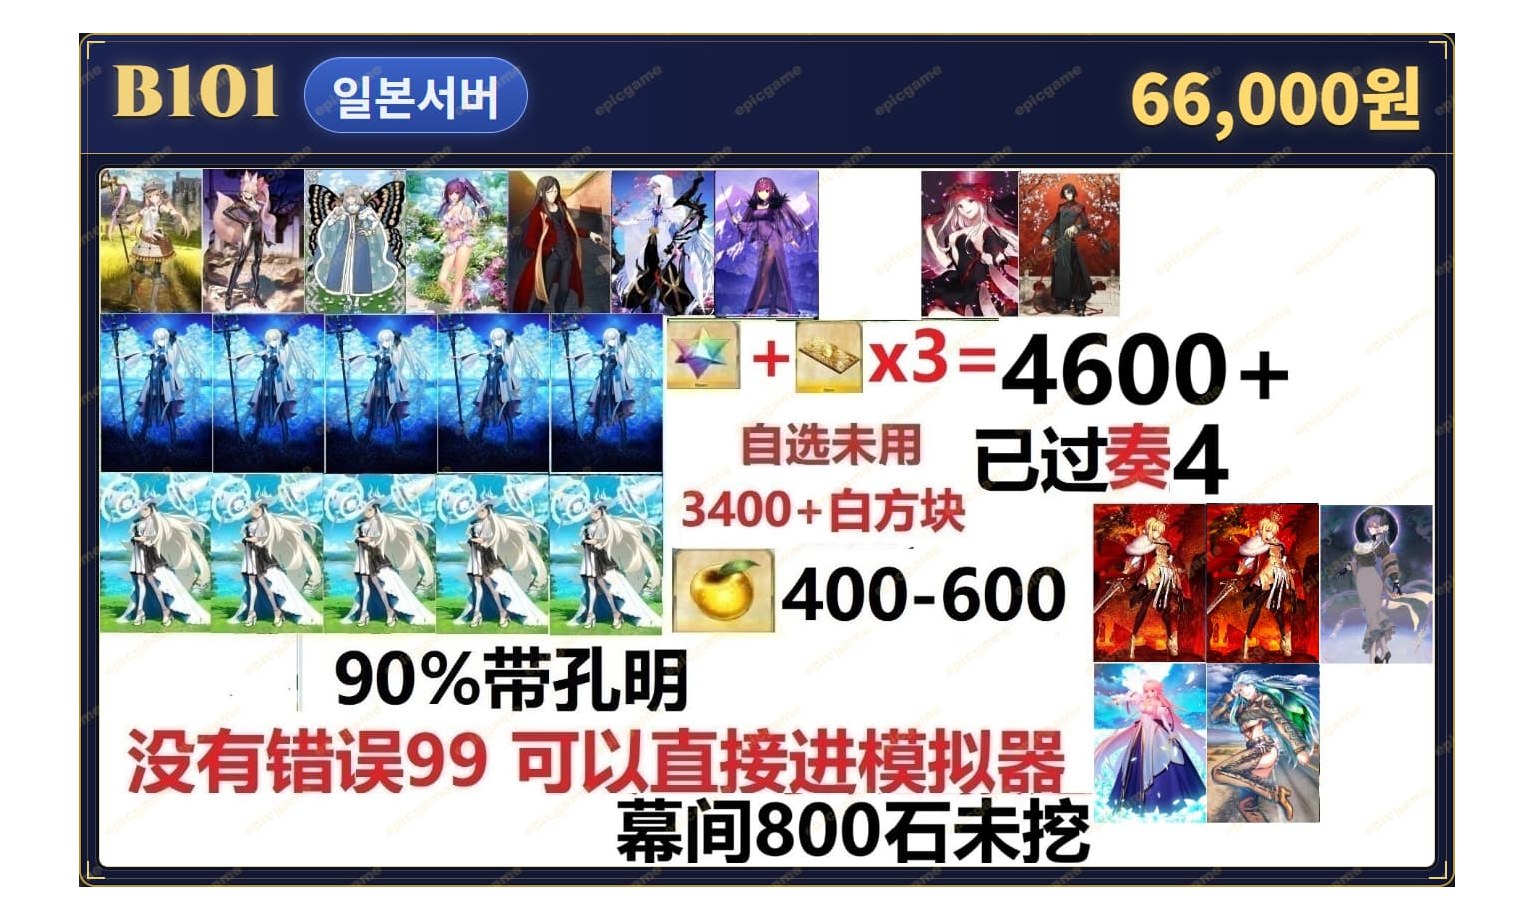 B101 일본서버 66,000원
+ x3=4600+
自选未用 已过奏4
3400+白方块
400-600
90%带孔明
没有错误99 可以直接进模拟器
幕间800石未挖
epicgame